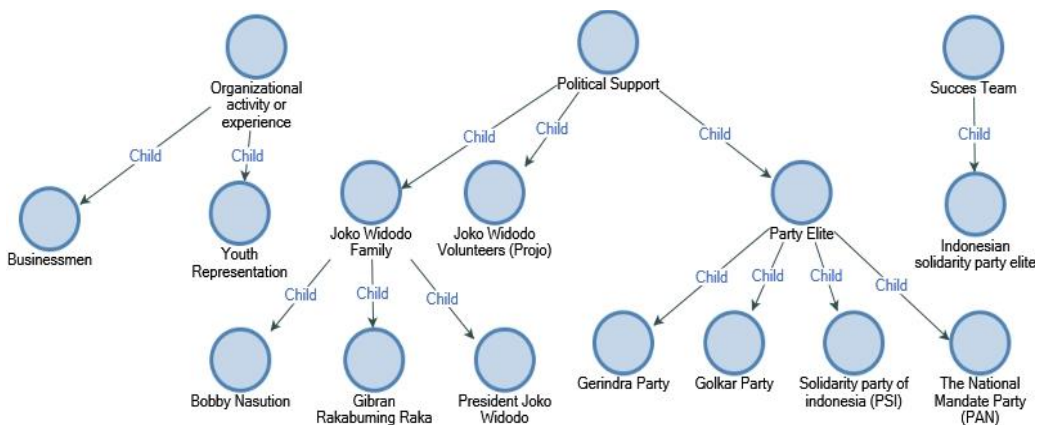 Organizational
activity or
experience
Political Support
Succes Team
Child
Child
Child
Child
Child
Child
Businessmen
Youth
Representation
Joko Widodo
Family
Joko Widodo
Volunteers (Projo)
Party Elite
Indonesian
solidarity party elite
Child
Child
Child
Child
Child
Child
Child
Bobby Nasution
Gibran
Rakabuming Raka
President Joko
Widodo
Gerindra Party
Golkar Party
Solidarity party of
indonesia (PSI)
The National
Mandate Party
(PAN)